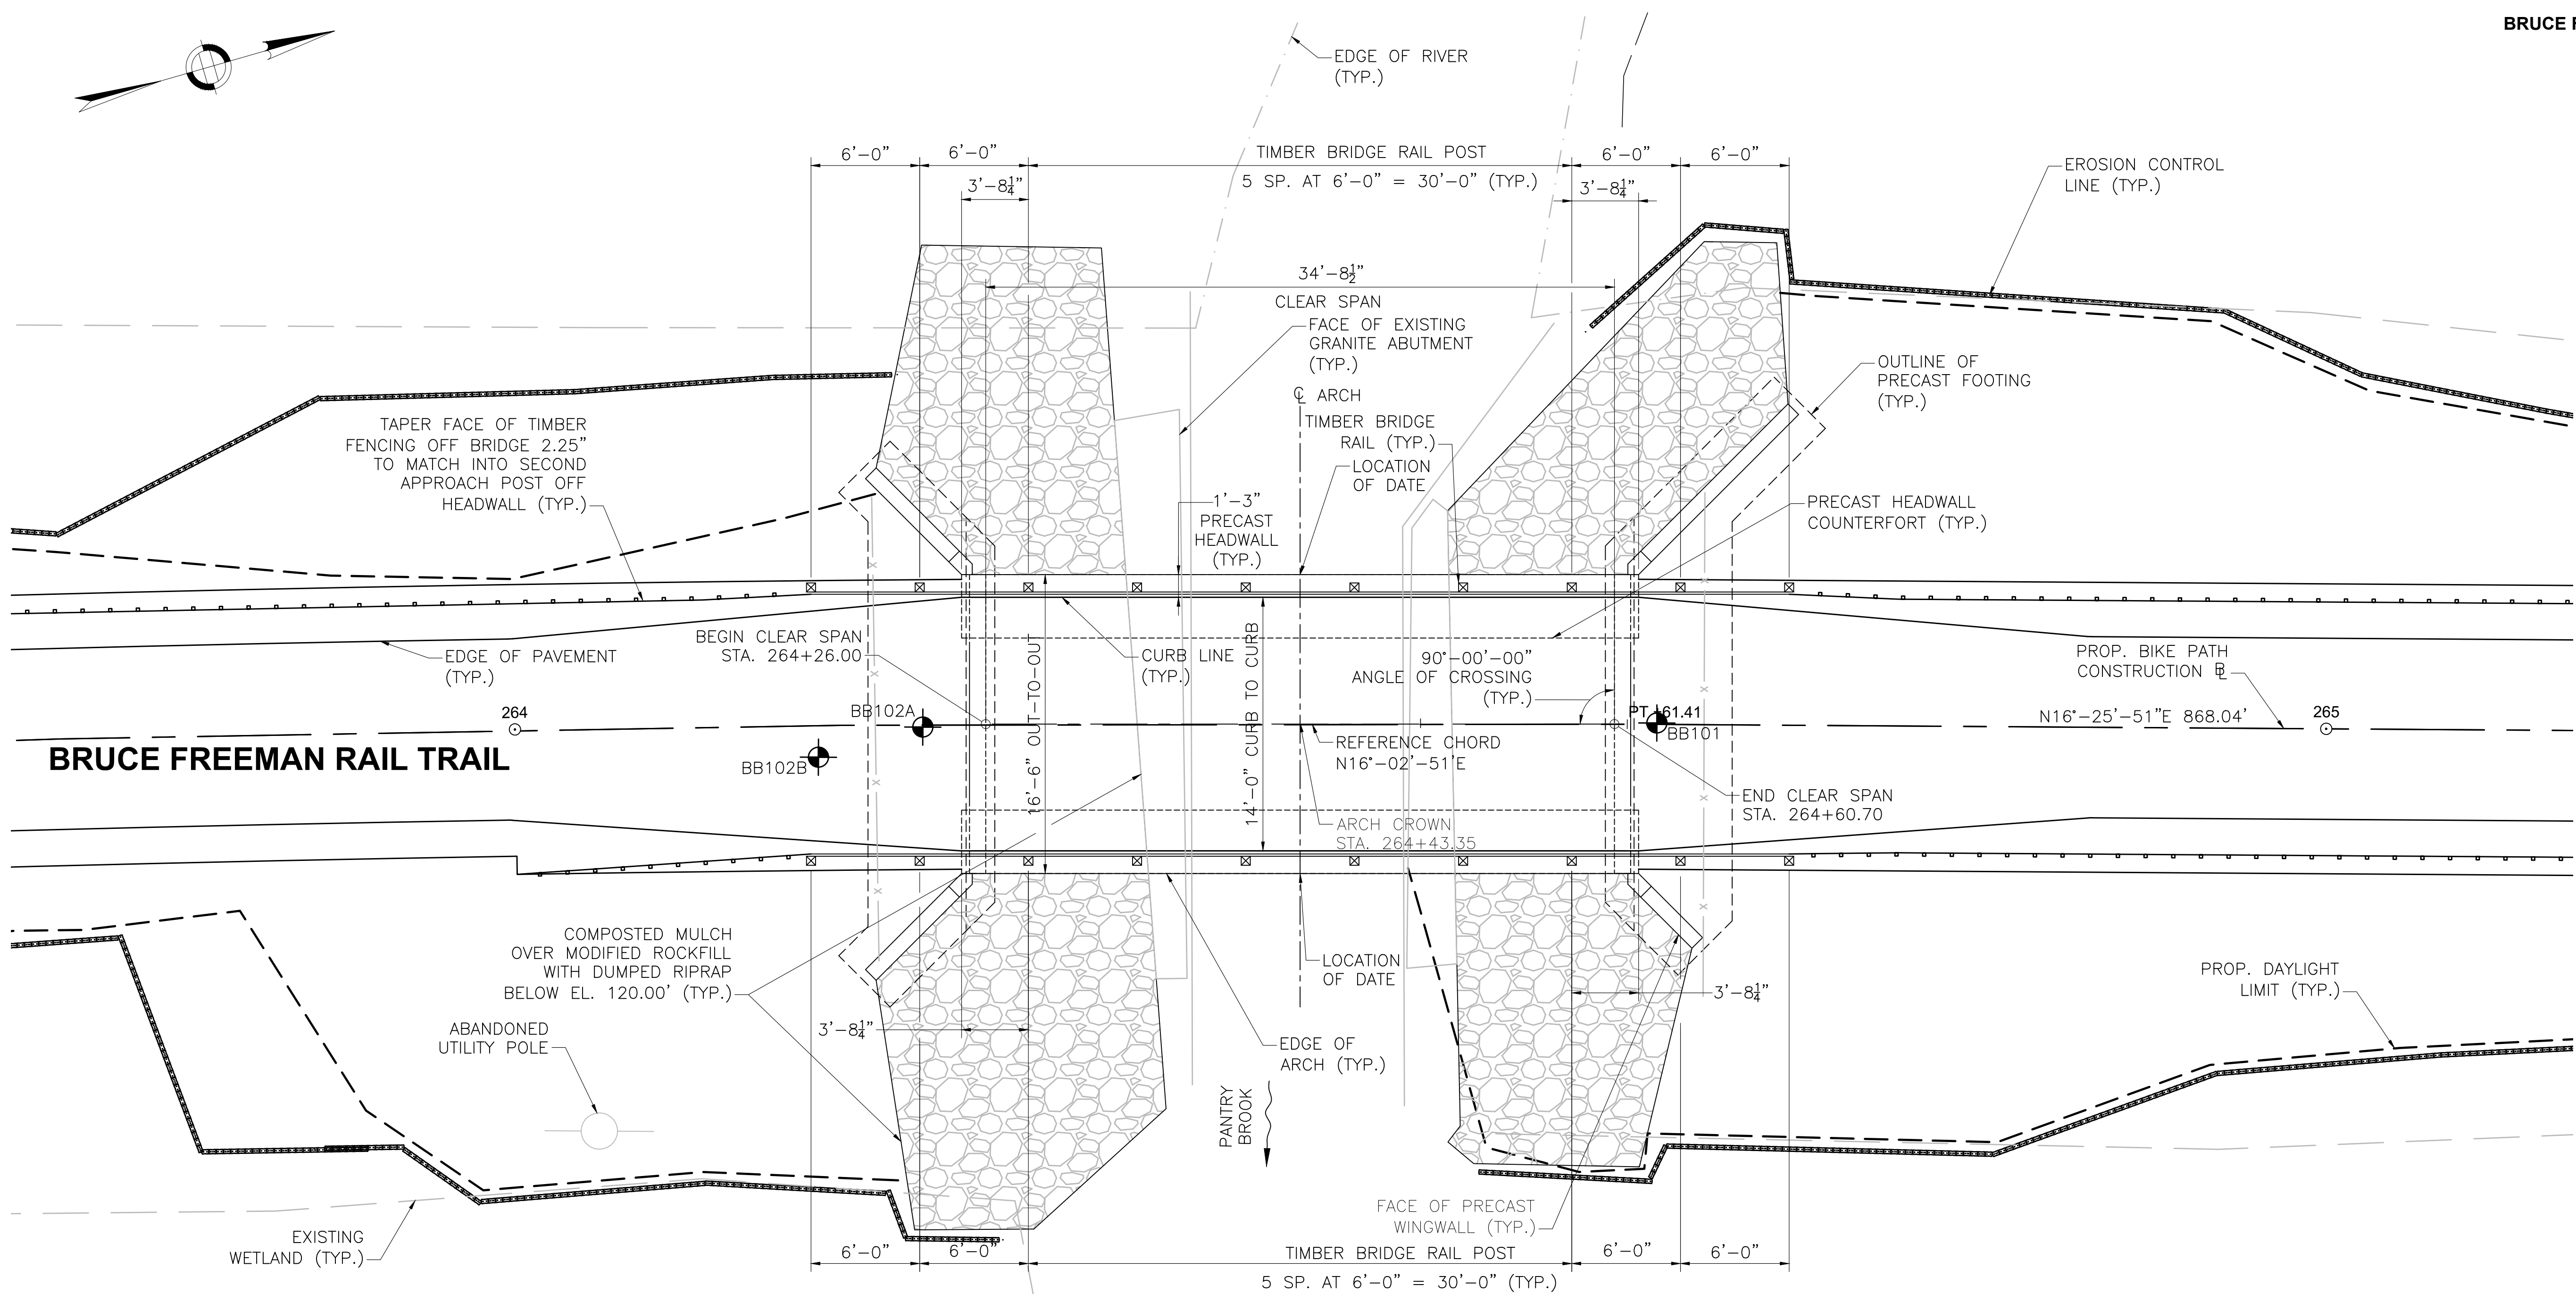 BRUCE F
EDGE OF RIVER
(TYP.)
6'-0"
6'-0"
TIMBER BRIDGE RAIL POST
5 SP. AT 6'-0" = 30'-0" (TYP.)
6'-0"
6'-0"
3'-8¼"
3'-8¼"
EROSION CONTROL
LINE (TYP.)
34'-8½"
CLEAR SPAN
FACE OF EXISTING
GRANITE ABUTMENT
(TYP.)
℄ ARCH
TIMBER BRIDGE
RAIL (TYP.)
LOCATION
OF DATE
OUTLINE OF
PRECAST FOOTING
(TYP.)
TAPER FACE OF TIMBER
FENCING OFF BRIDGE 2.25"
TO MATCH INTO SECOND
APPROACH POST OFF
HEADWALL (TYP.)
1'-3"
PRECAST
HEADWALL
(TYP.)
PRECAST HEADWALL
COUNTERFORT (TYP.)
BEGIN CLEAR SPAN
STA. 264+26.00
EDGE OF PAVEMENT
(TYP.)
16'-6" OUT-TO-OUT
CURB LINE
(TYP.)
14'-0" CURB TO CURB
90°-00'-00"
ANGLE OF CROSSING
(TYP.)
PROP. BIKE PATH
CONSTRUCTION BL
264
BB102A
PT +61.41
BB101
N16°-25'-51"E 868.04'
265
BRUCE FREEMAN RAIL TRAIL
BB102B
REFERENCE CHORD
N16°-02'-51'E
END CLEAR SPAN
STA. 264+60.70
ARCH CROWN
STA. 264+43.35
COMPOSTED MULCH
OVER MODIFIED ROCKFILL
WITH DUMPED RIPRAP
BELOW EL. 120.00' (TYP.)
LOCATION
OF DATE
3'-8¼"
3'-8¼"
PROP. DAYLIGHT
LIMIT (TYP.)
ABANDONED
UTILITY POLE
EDGE OF
ARCH (TYP.)
PANTRY
BROOK
FACE OF PRECAST
WINGWALL (TYP.)
EXISTING
WETLAND (TYP.)
6'-0"
6'-0"
TIMBER BRIDGE RAIL POST
5 SP. AT 6'-0" = 30'-0" (TYP.)
6'-0"
6'-0"